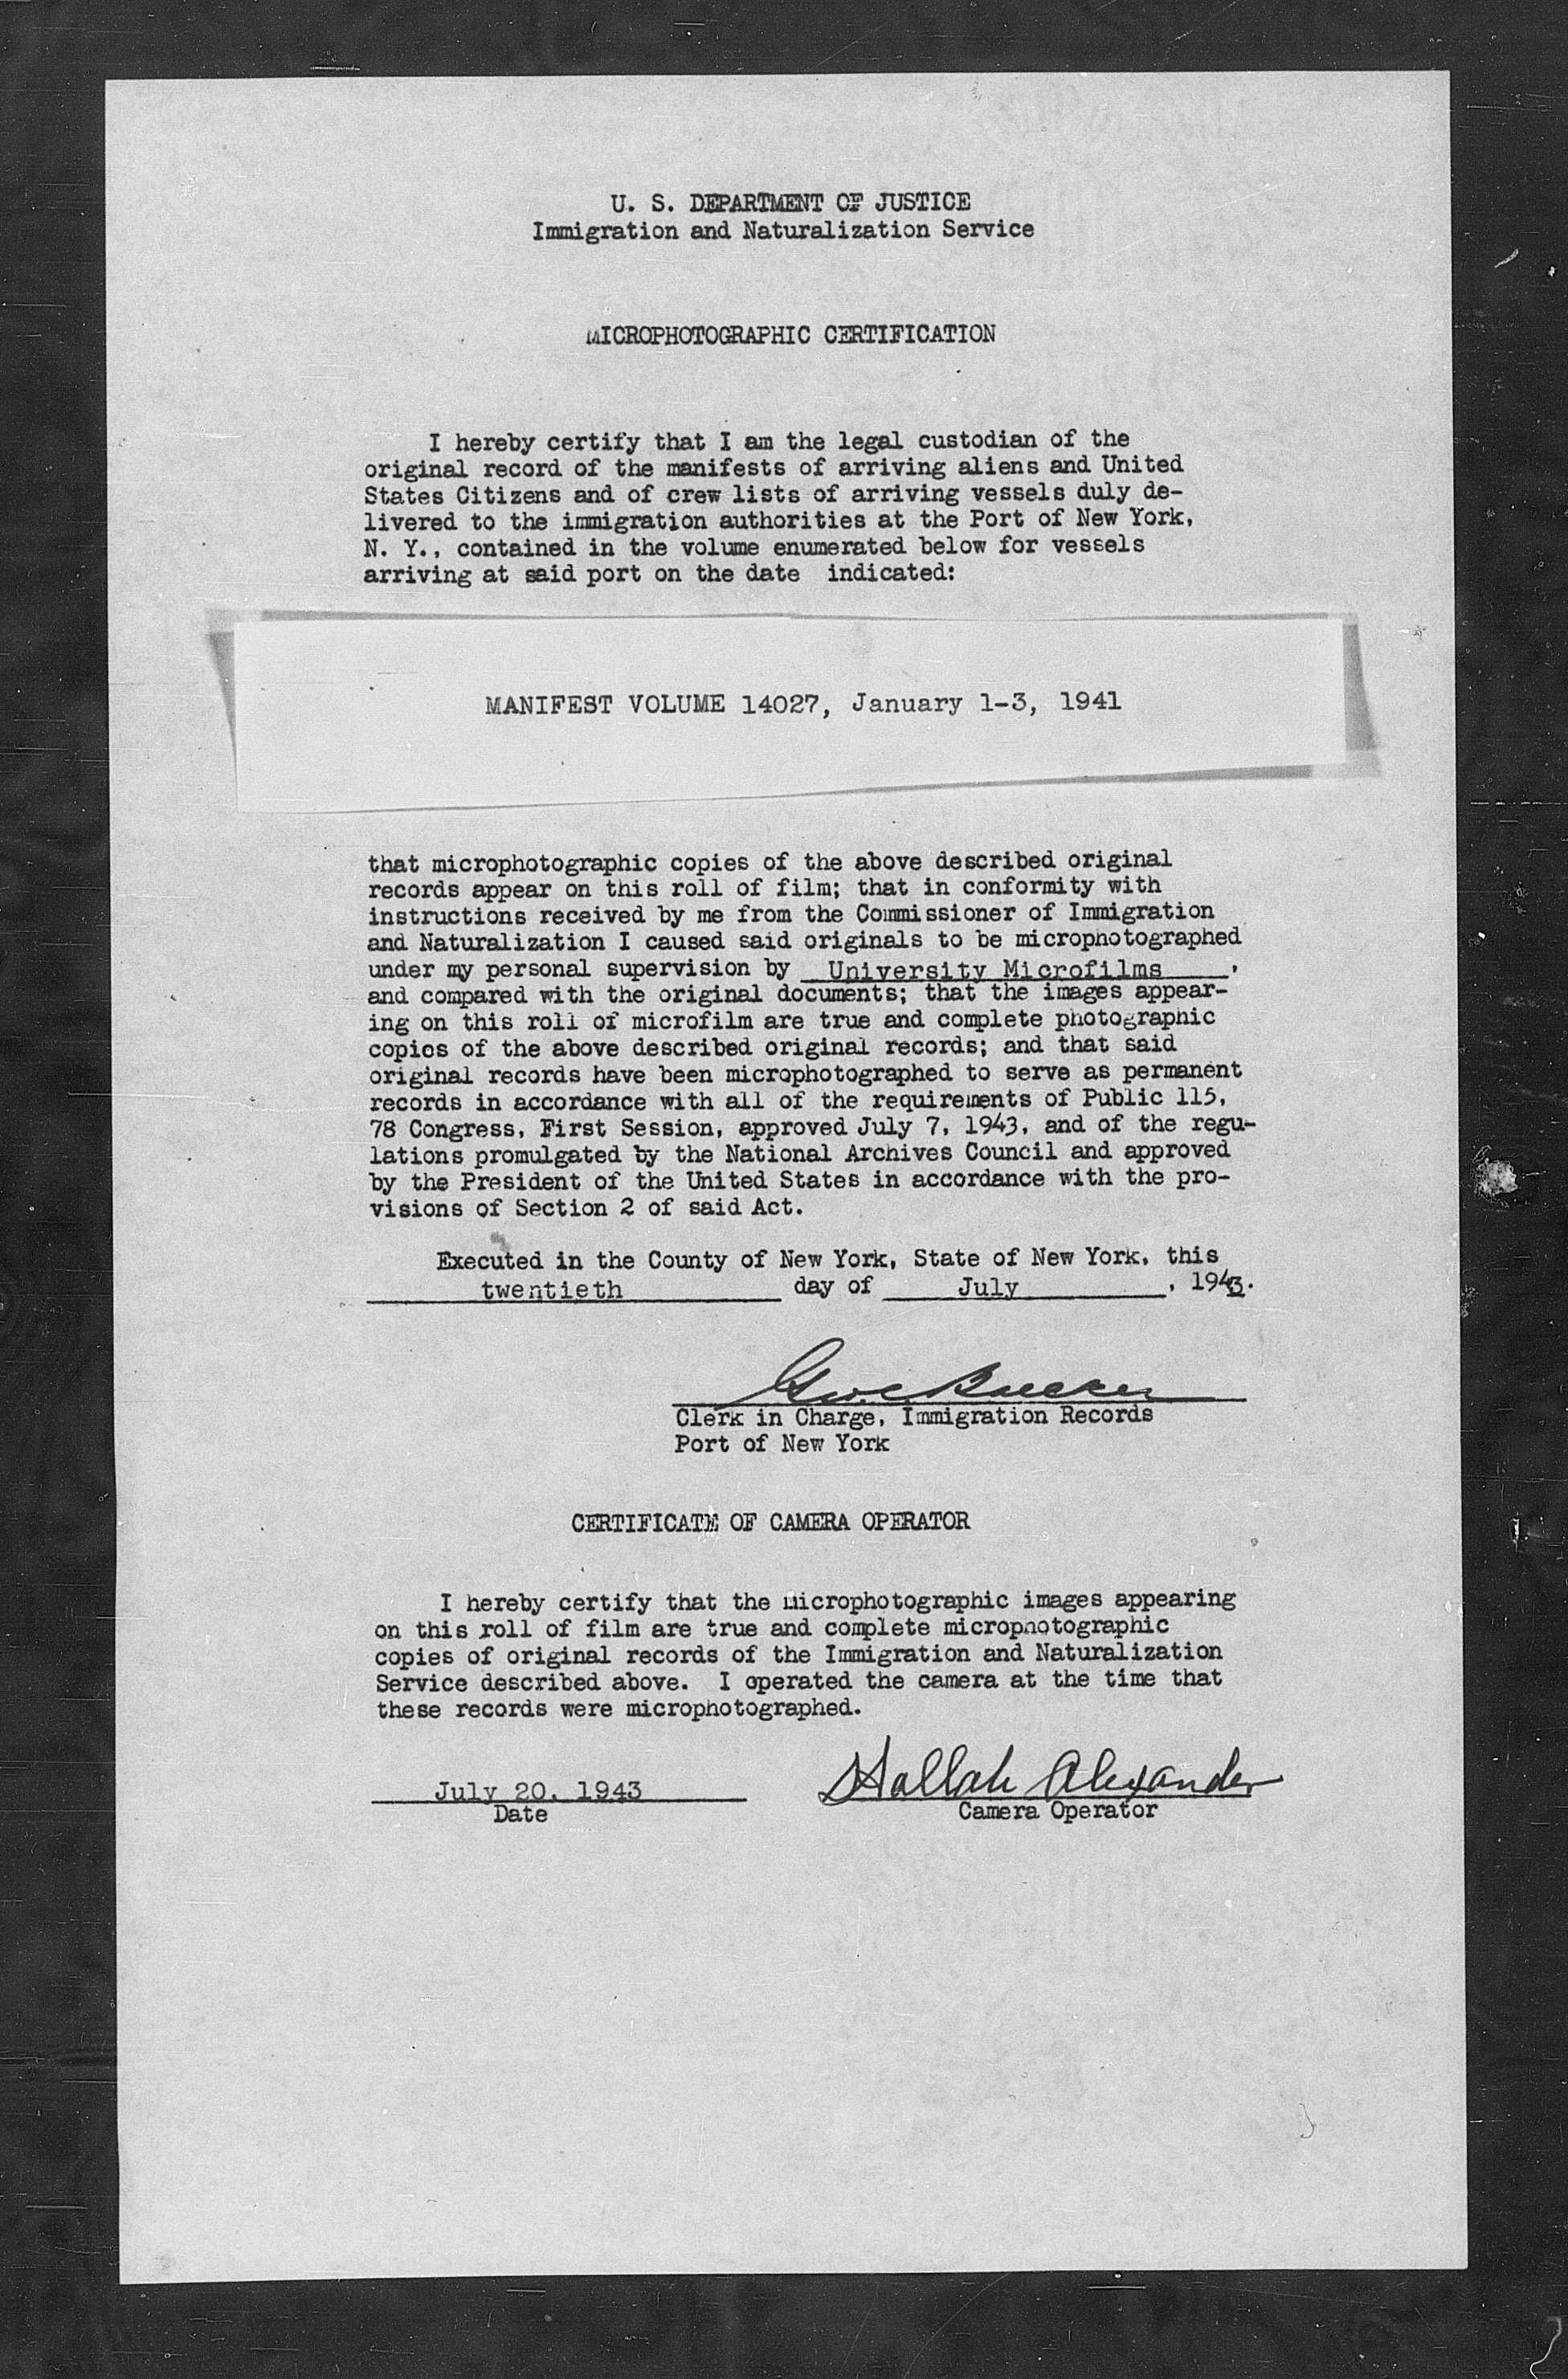 U. S. DEPARTMENT OF JUSTICE
Immigration and Naturalization Service
MICROPHOTOGRAPHIC CERTIFICATION
I hereby certify that I am the legal custodian of the
original record of the manifests of arriving aliens and United
States Citizens and of crew lists of arriving vessels duly de-
livered to the immigration authorities at the Port of New York,
N. Y., contained in the volume enumerated below for vessels
arriving at said port on the date indicated:
MANIFEST VOLUME 14027, January 1-3, 1941
that microphotographic copies of the above described original
records appear on this roll of film; that in conformity with
instructions received by me from the Commissioner of Immigration
and Naturalization I caused said originals to be microphotographed
under my personal supervision by University Microfilms ,
and compared with the original documents; that the images appear-
ing on this roll of microfilm are true and complete photographic
copies of the above described original records; and that said
original records have been microphotographed to serve as permanent
records in accordance with all of the requirements of Public 115,
78 Congress, First Session, approved July 7, 1943, and of the regu-
lations promulgated by the National Archives Council and approved
by the President of the United States in accordance with the pro-
visions of Section 2 of said Act.
Executed in the County of New York, State of New York, this
twentieth day of July , 1943.
Clerk in Charge, Immigration Records
Port of New York
CERTIFICATE OF CAMERA OPERATOR
I hereby certify that the microphotographic images appearing
on this roll of film are true and complete microphotographic
copies of original records of the Immigration and Naturalization
Service described above. I operated the camera at the time that
these records were microphotographed.
July 20, 1943 Hallah Alexander
Date Camera Operator